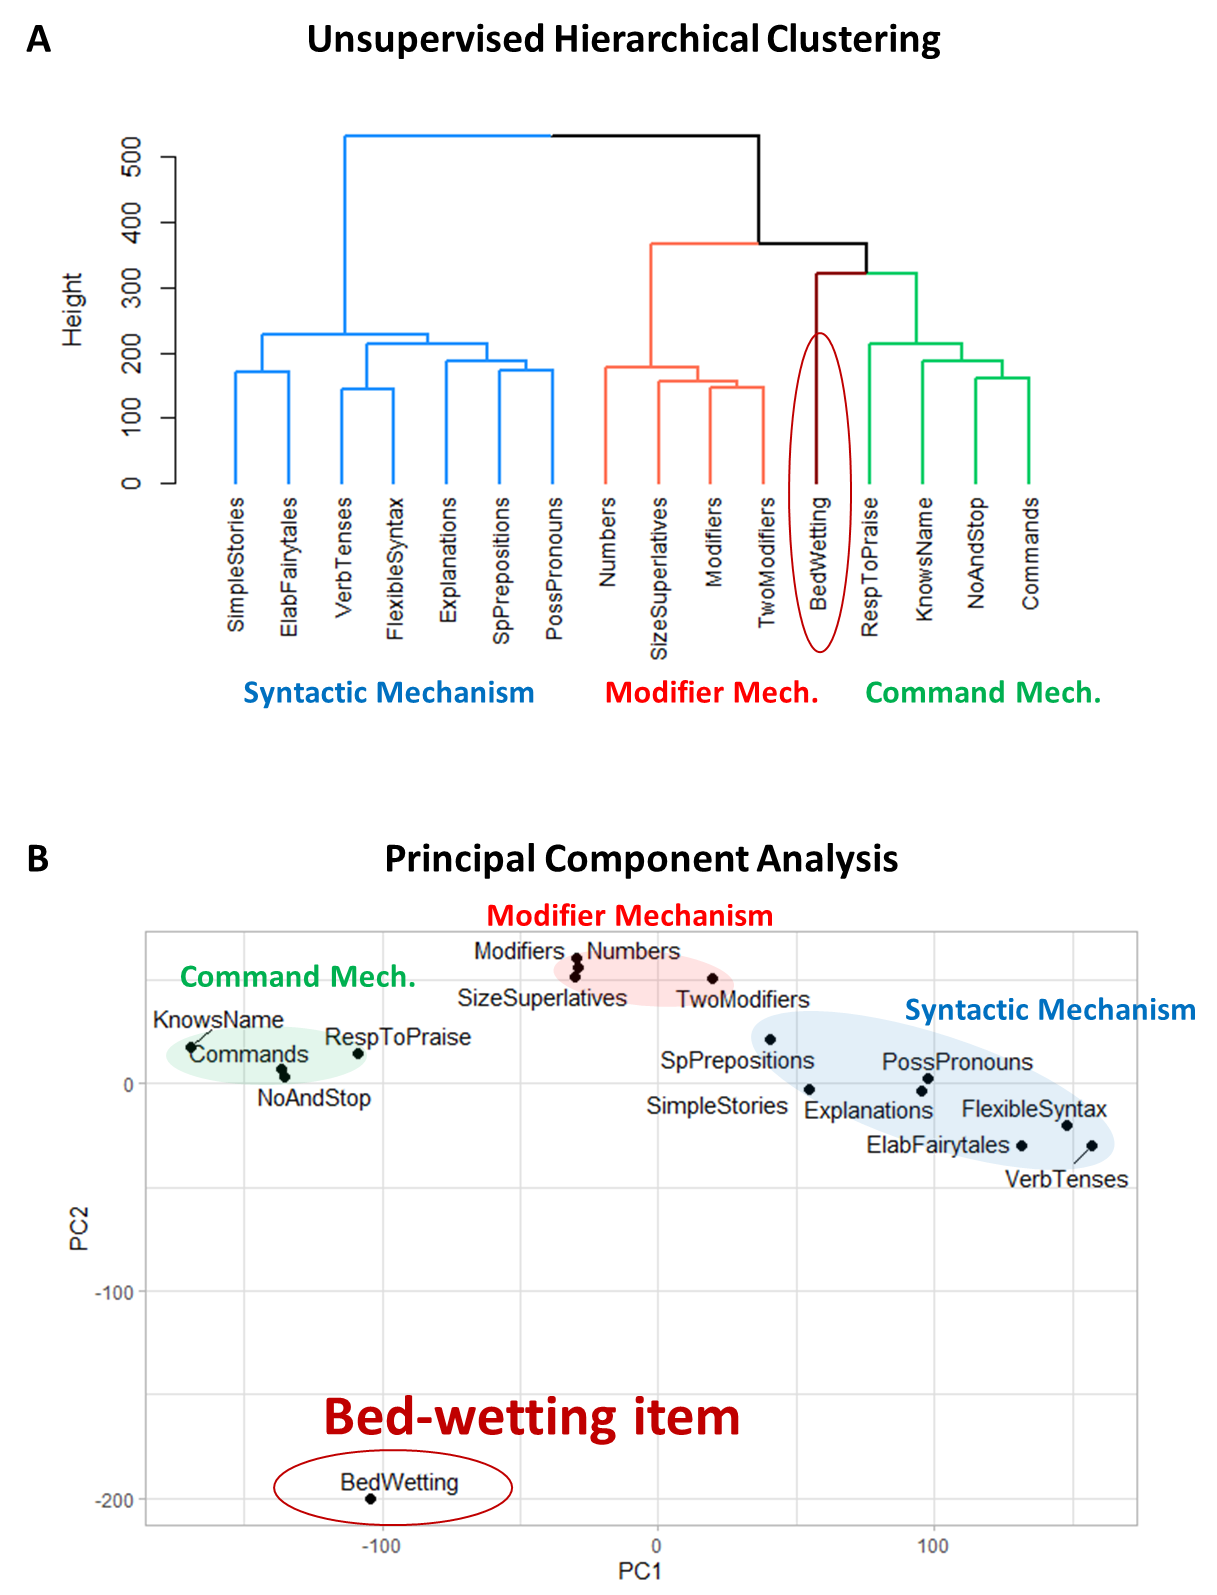 A
Unsupervised Hierarchical Clustering
Height
500
400
300
200
100
0
SimpleStories
ElabFairytales
VerbTenses
FlexibleSyntax
Explanations
SpPrepositions
PossPronouns
Numbers
SizeSuperlatives
Modifiers
TwoModifiers
BedWetting
RespToPraise
KnowsName
NoAndStop
Commands
Syntactic Mechanism
Modifier Mech.
Command Mech.
B
Principal Component Analysis
Modifier Mechanism
Modifiers
Numbers
Command Mech.
SizeSuperlatives
TwoModifiers
Syntactic Mechanism
KnowsName
RespToPraise
Commands
SpPrepositions
PossPronouns
NoAndStop
SimpleStories
Explanations
FlexibleSyntax
ElabFairytales
VerbTenses
PC2
0
-100
-200
Bed-wetting item
BedWetting
-100
0
100
PC1